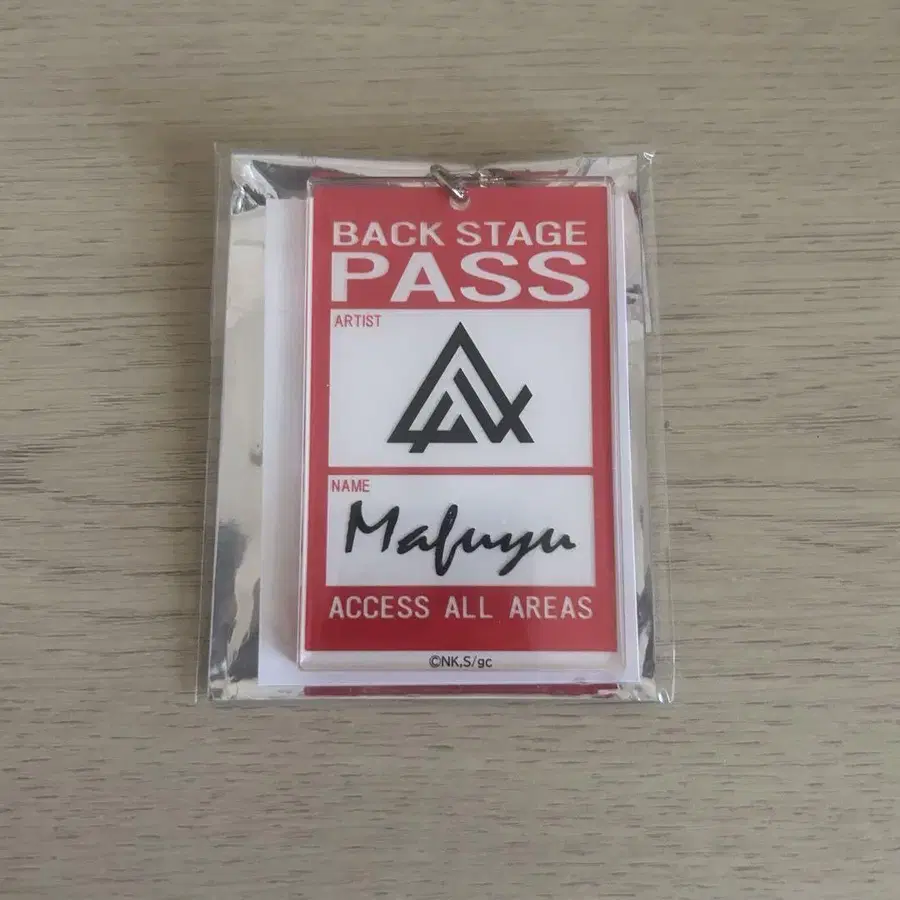 BACK STAGE
PASS
ARTIST
NAME
Mafuyu
ACCESS ALL AREAS
©NK,S/gc